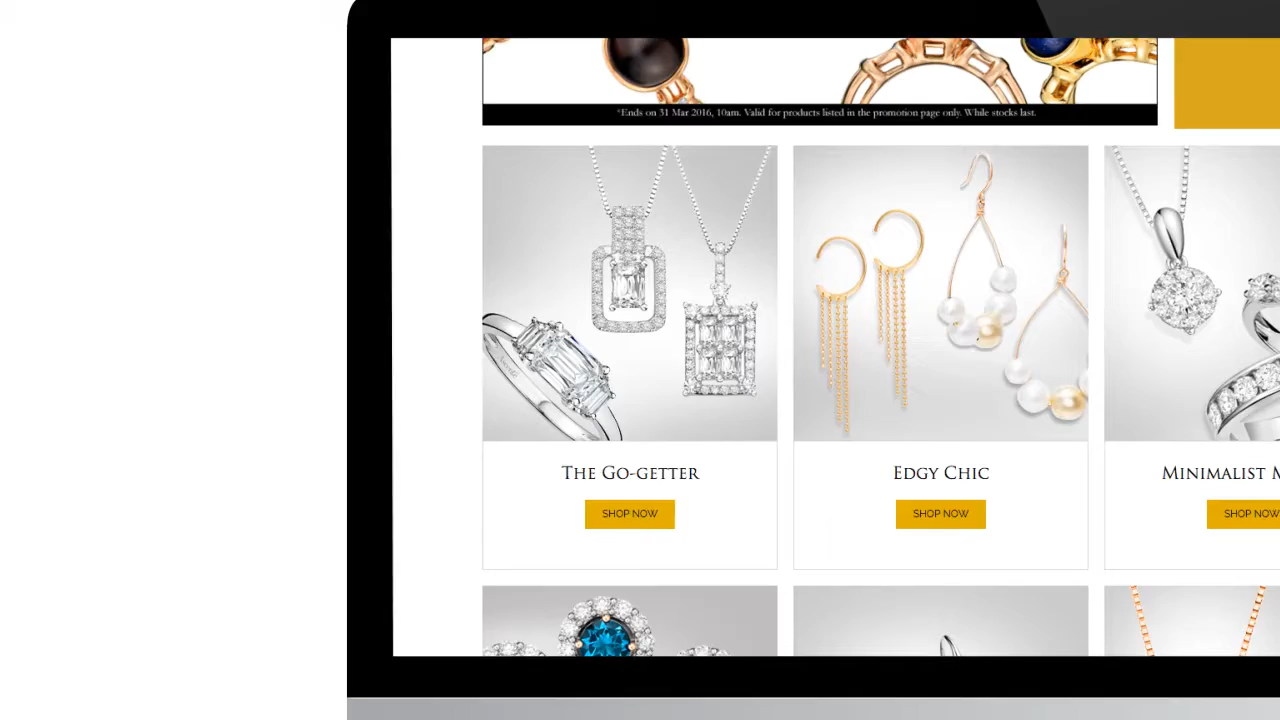 *Ends on 31 Mar 2016, 10am. Valid for products listed in the promotion page only. While stocks last.
The Go-getter
Edgy Chic
Minimalist M
SHOP NOW
SHOP NOW
SHOP NOW